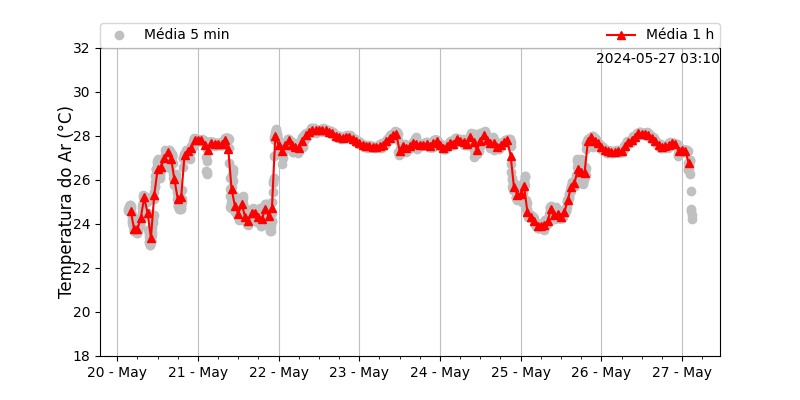 Média 5 min
Média 1 h
2024-05-27 03:10
Temperatura do Ar (°C)
32
30
28
26
24
22
20
18
20 - May
21 - May
22 - May
23 - May
24 - May
25 - May
26 - May
27 - May